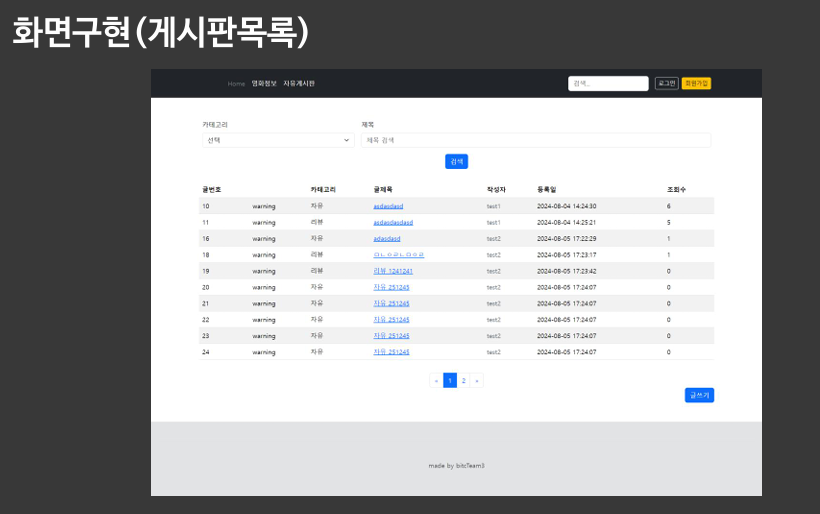 화면구현(게시판목록)
Home 영화정보 자유게시판 검색... 로그인 회원가입
카테고리 제목
선택 제목 검색
검색
글번호 카테고리 글제목 작성자 등록일 조회수
10 warning 자유 asdasdasd test1 2024-08-04 14:24:30 6
11 warning 리뷰 asdasdasdasd test1 2024-08-04 14:25:21 5
16 warning 자유 adasdasd test2 2024-08-05 17:22:29 1
18 warning 리뷰 test2 2024-08-05 17:23:17 1
19 warning 리뷰 리뷰 1241241 test2 2024-08-05 17:23:42 0
20 warning 자유 자유 251245 test2 2024-08-05 17:24:07 0
21 warning 자유 자유 251245 test2 2024-08-05 17:24:07 0
22 warning 자유 자유 251245 test2 2024-08-05 17:24:07 0
23 warning 자유 자유 251245 test2 2024-08-05 17:24:07 0
24 warning 자유 자유 251245 test2 2024-08-05 17:24:07 0
« 1 2 »
글쓰기
made by bitcTeam3